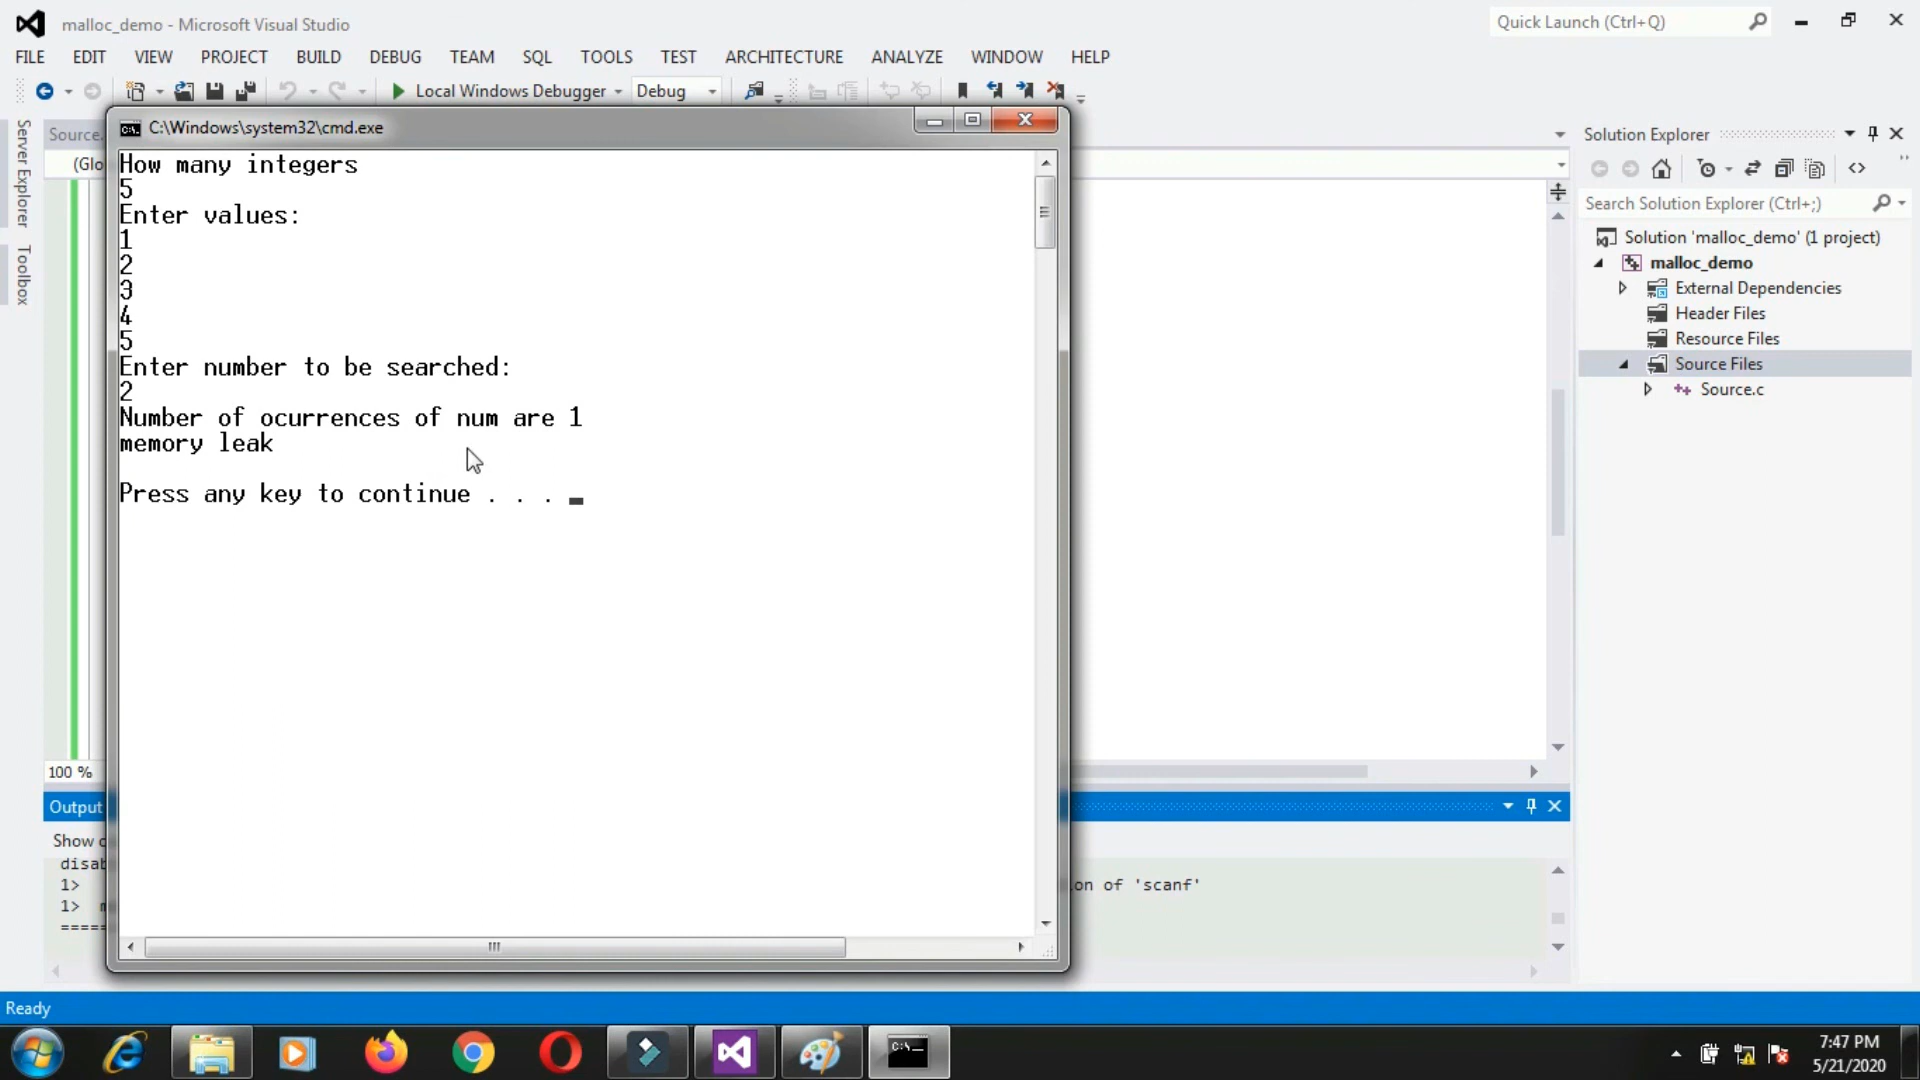 malloc_demo - Microsoft Visual Studio
Quick Launch (Ctrl+Q)
FILE EDIT VIEW PROJECT BUILD DEBUG TEAM SQL TOOLS TEST ARCHITECTURE ANALYZE WINDOW HELP
Local Windows Debugger Debug
Server Explorer
Toolbox
Source.
(Glo
C:\Windows\system32\cmd.exe
How many integers
5
Enter values:
1
2
3
4
5
Enter number to be searched:
2
Number of ocurrences of num are 1
memory leak
Press any key to continue . . .
Solution Explorer
Search Solution Explorer (Ctrl+;)
Solution 'malloc_demo' (1 project)
malloc_demo
External Dependencies
Header Files
Resource Files
Source Files
Source.c
100 %
Output
Show
disab
1> on of 'scanf'
1>
=====
Ready
7:47 PM
5/21/2020